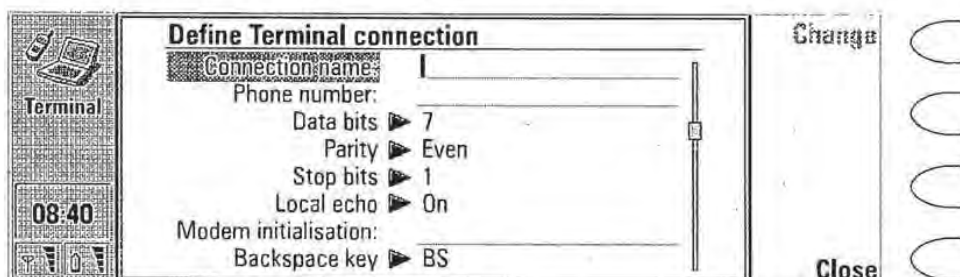 Define Terminal connection
Change
Connection name:
Phone number:
Terminal
Data bits 7
Parity Even
Stop bits 1
Local echo On
08:40
Modem initialisation:
Backspace key BS
Close